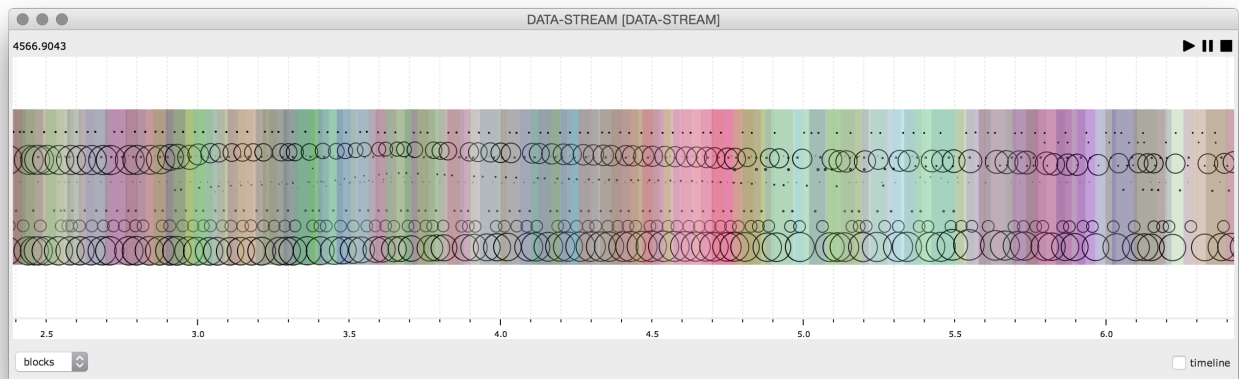 DATA-STREAM [DATA-STREAM]
4566.9043
2.5 3.0 3.5 4.0 4.5 5.0 5.5 6.0
blocks
timeline